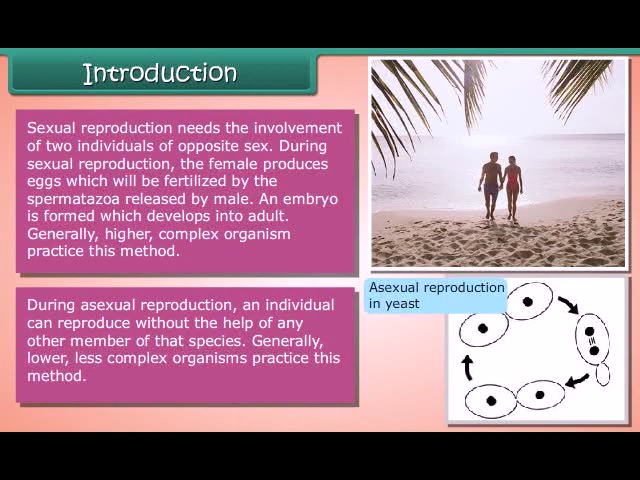 Introduction
Sexual reproduction needs the involvement
of two individuals of opposite sex. During
sexual reproduction, the female produces
eggs which will be fertilized by the
spermatazoa released by male. An embryo
is formed which develops into adult.
Generally, higher, complex organism
practice this method.
During asexual reproduction, an individual
can reproduce without the help of any
other member of that species. Generally,
lower, less complex organisms practice this
method.
Asexual reproduction
in yeast